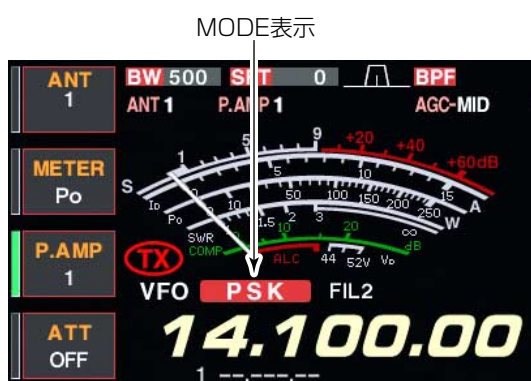 MODE表示
ANT
1
BW 500 SFT 0 BPF
ANT 1 P.AMP 1 AGC-MID
METER
Po
S 1 5 9 +20 +40 +60dB
ID 0 5 10 15 A
Po 0 10 50 100 150 200 250 W
SWR 1 1.5 2 3 ∞
COMP 0 10 20 dB
ALC 44 52V VD
P.AMP
1
TX
VFO PSK FIL2
ATT
OFF
14.100.00
1 --.---.--